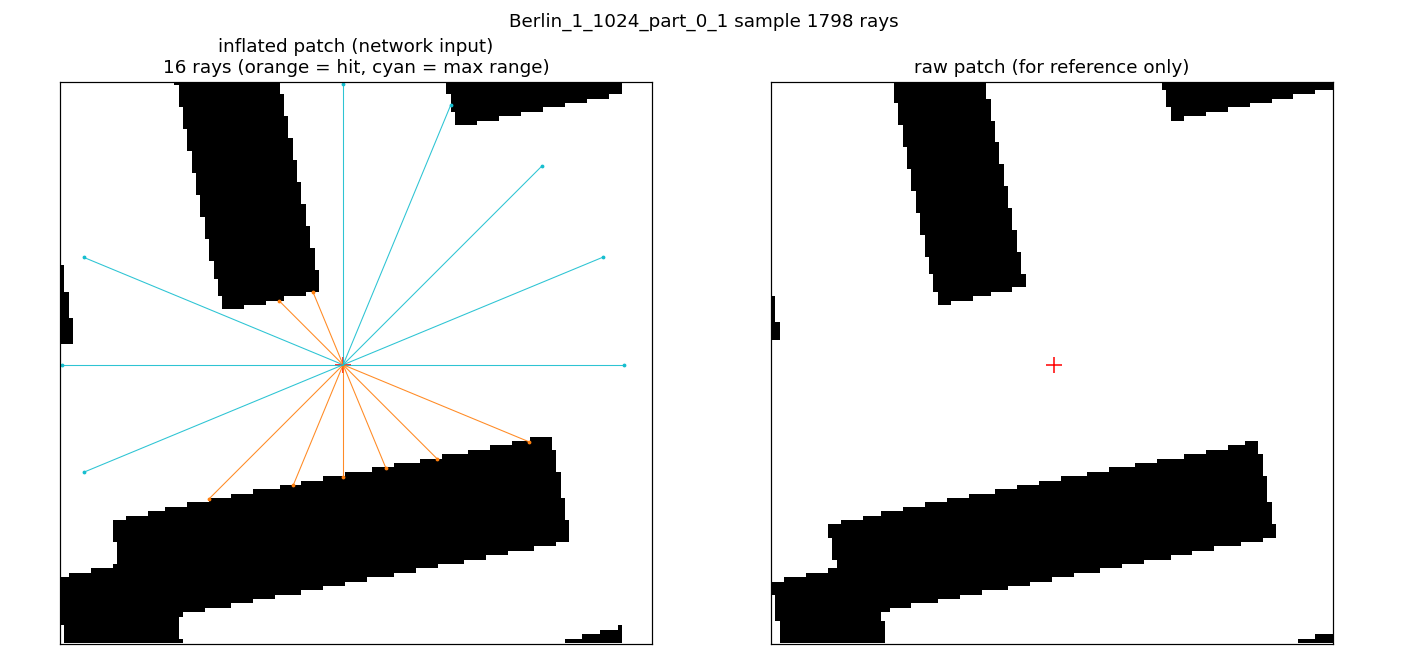 Berlin_1_1024_part_0_1 sample 1798 rays
inflated patch (network input)
16 rays (orange = hit, cyan = max range)
raw patch (for reference only)